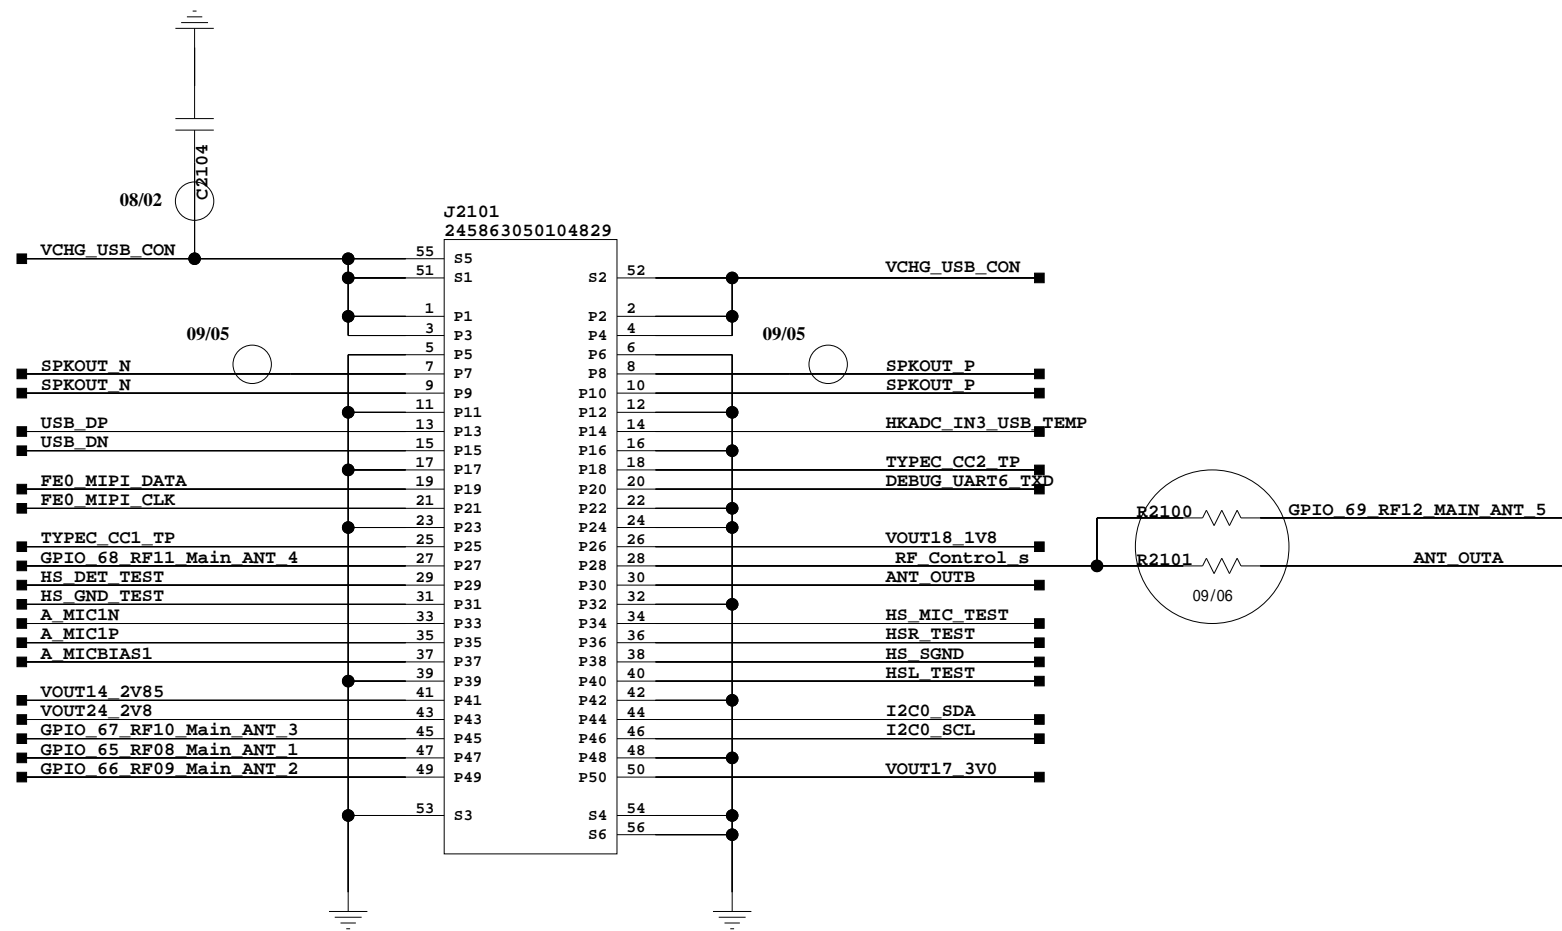 C2104
08/02
J2101
245863050104829
VCHG_USB_CON 55 S5
51 S1 S2 52 VCHG_USB_CON
1 P1 P2 2
09/05 3 P3 P4 4 09/05
5 P5 P6 6
SPKOUT_N 7 P7 P8 8 SPKOUT_P
SPKOUT_N 9 P9 P10 10 SPKOUT_P
11 P11 P12 12
USB_DP 13 P13 P14 14 HKADC_IN3_USB_TEMP
USB_DN 15 P15 P16 16
17 P17 P18 18 TYPEC_CC2_TP
FE0_MIPI_DATA 19 P19 P20 20 DEBUG_UART6_TXD
FE0_MIPI_CLK 21 P21 P22 22
23 P23 P24 24
R2100 GPIO_69_RF12_MAIN_ANT_5
TYPEC_CC1_TP 25 P25 P26 26 VOUT18_1V8
GPIO_68_RF11_Main_ANT_4 27 P27 P28 28 RF_Control_s R2101 ANT_OUTA
HS_DET_TEST 29 P29 P30 30 ANT_OUTB
09/06
HS_GND_TEST 31 P31 P32 32
A_MIC1N 33 P33 P34 34 HS_MIC_TEST
A_MIC1P 35 P35 P36 36 HSR_TEST
A_MICBIAS1 37 P37 P38 38 HS_SGND
39 P39 P40 40 HSL_TEST
VOUT14_2V85 41 P41 P42 42
VOUT24_2V8 43 P43 P44 44 I2C0_SDA
GPIO_67_RF10_Main_ANT_3 45 P45 P46 46 I2C0_SCL
GPIO_65_RF08_Main_ANT_1 47 P47 P48 48
GPIO_66_RF09_Main_ANT_2 49 P49 P50 50 VOUT17_3V0
53 S3 S4 54
S6 56